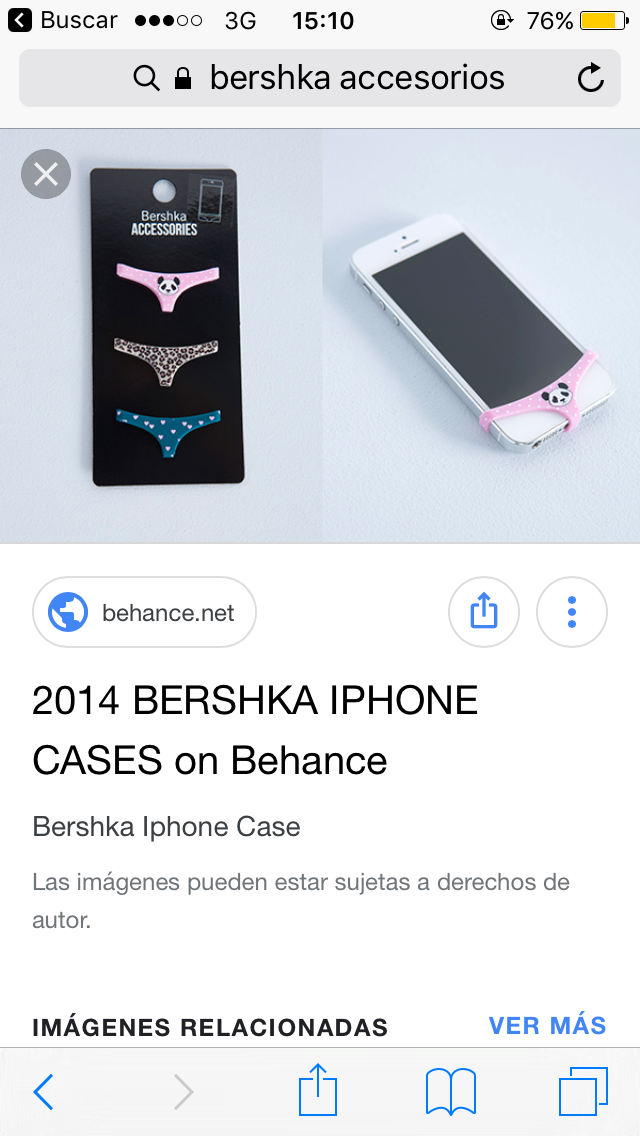 Buscar 3G 15:10 76%
bershka accesorios
Bershka
ACCESSORIES
behance.net
2014 BERSHKA IPHONE
CASES on Behance
Bershka Iphone Case
Las imágenes pueden estar sujetas a derechos de
autor.
IMÁGENES RELACIONADAS VER MÁS